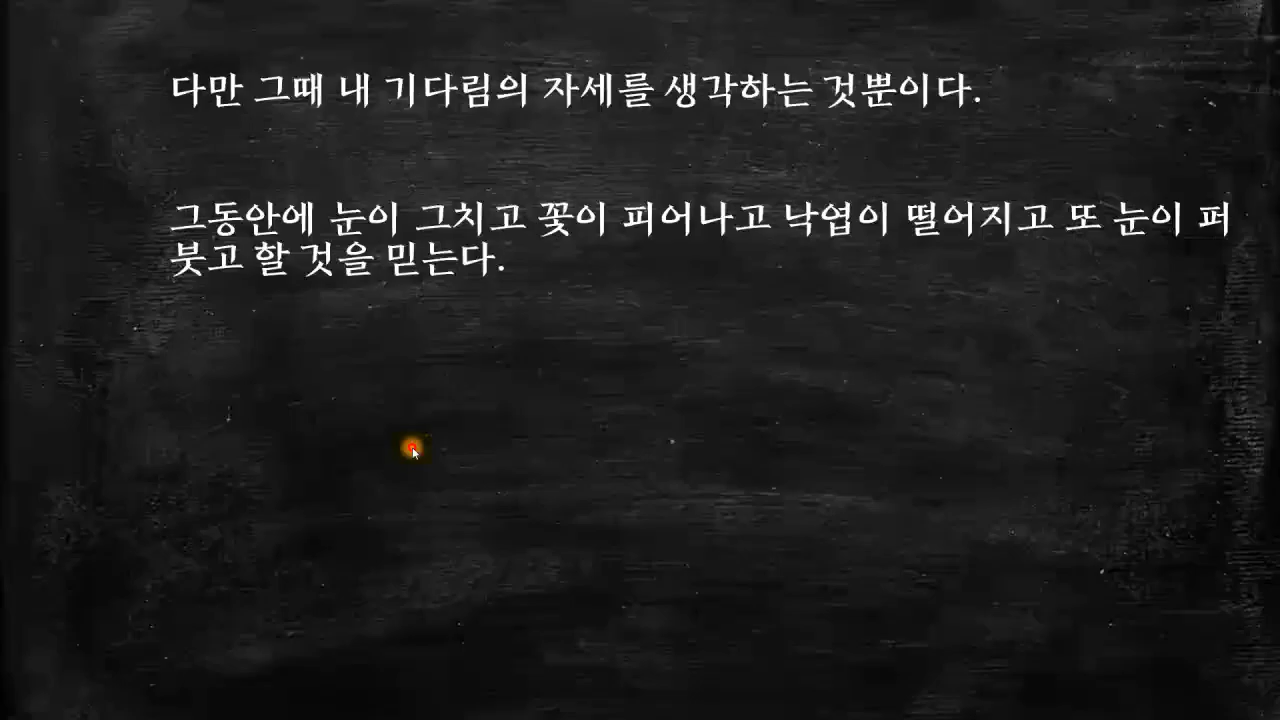 다만 그때 내 기다림의 자세를 생각하는 것뿐이다.
그동안에 눈이 그치고 꽃이 피어나고 낙엽이 떨어지고 또 눈이 퍼
붓고 할 것을 믿는다.